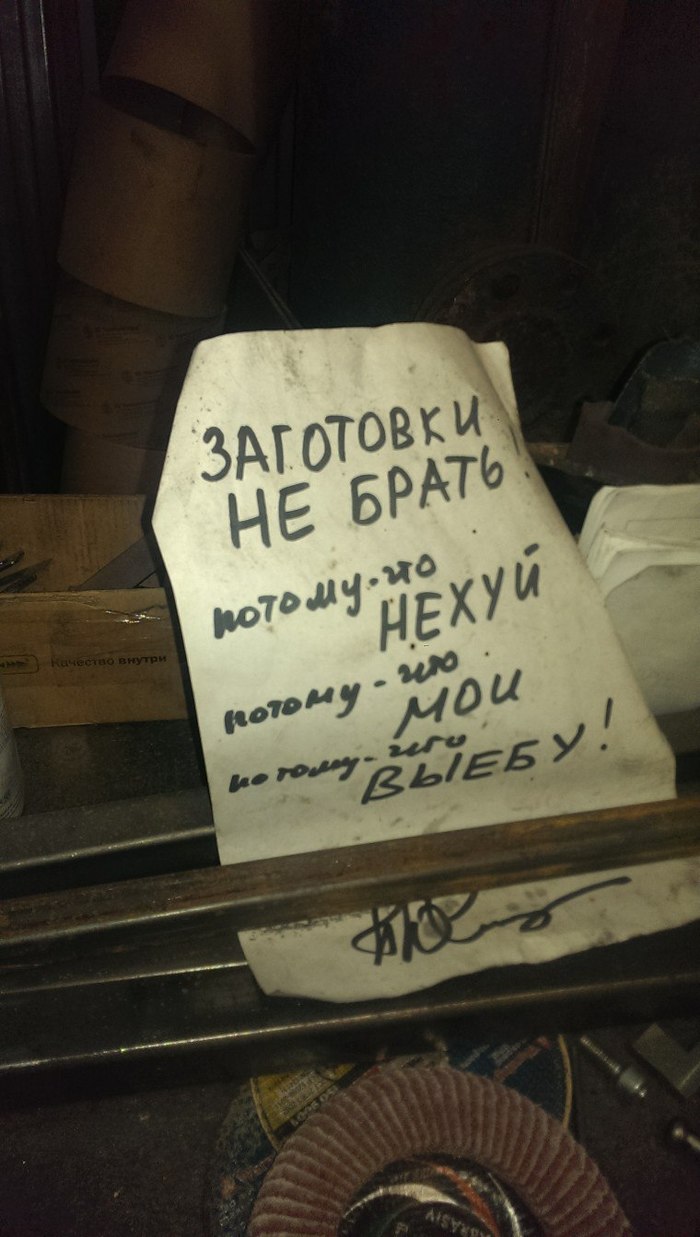 ЗАГОТОВКИ
НЕ БРАТЬ
потому-что
НЕХУЙ
потому-что
МОИ
потому-что
ВЫЕБУ!
Качество внутри